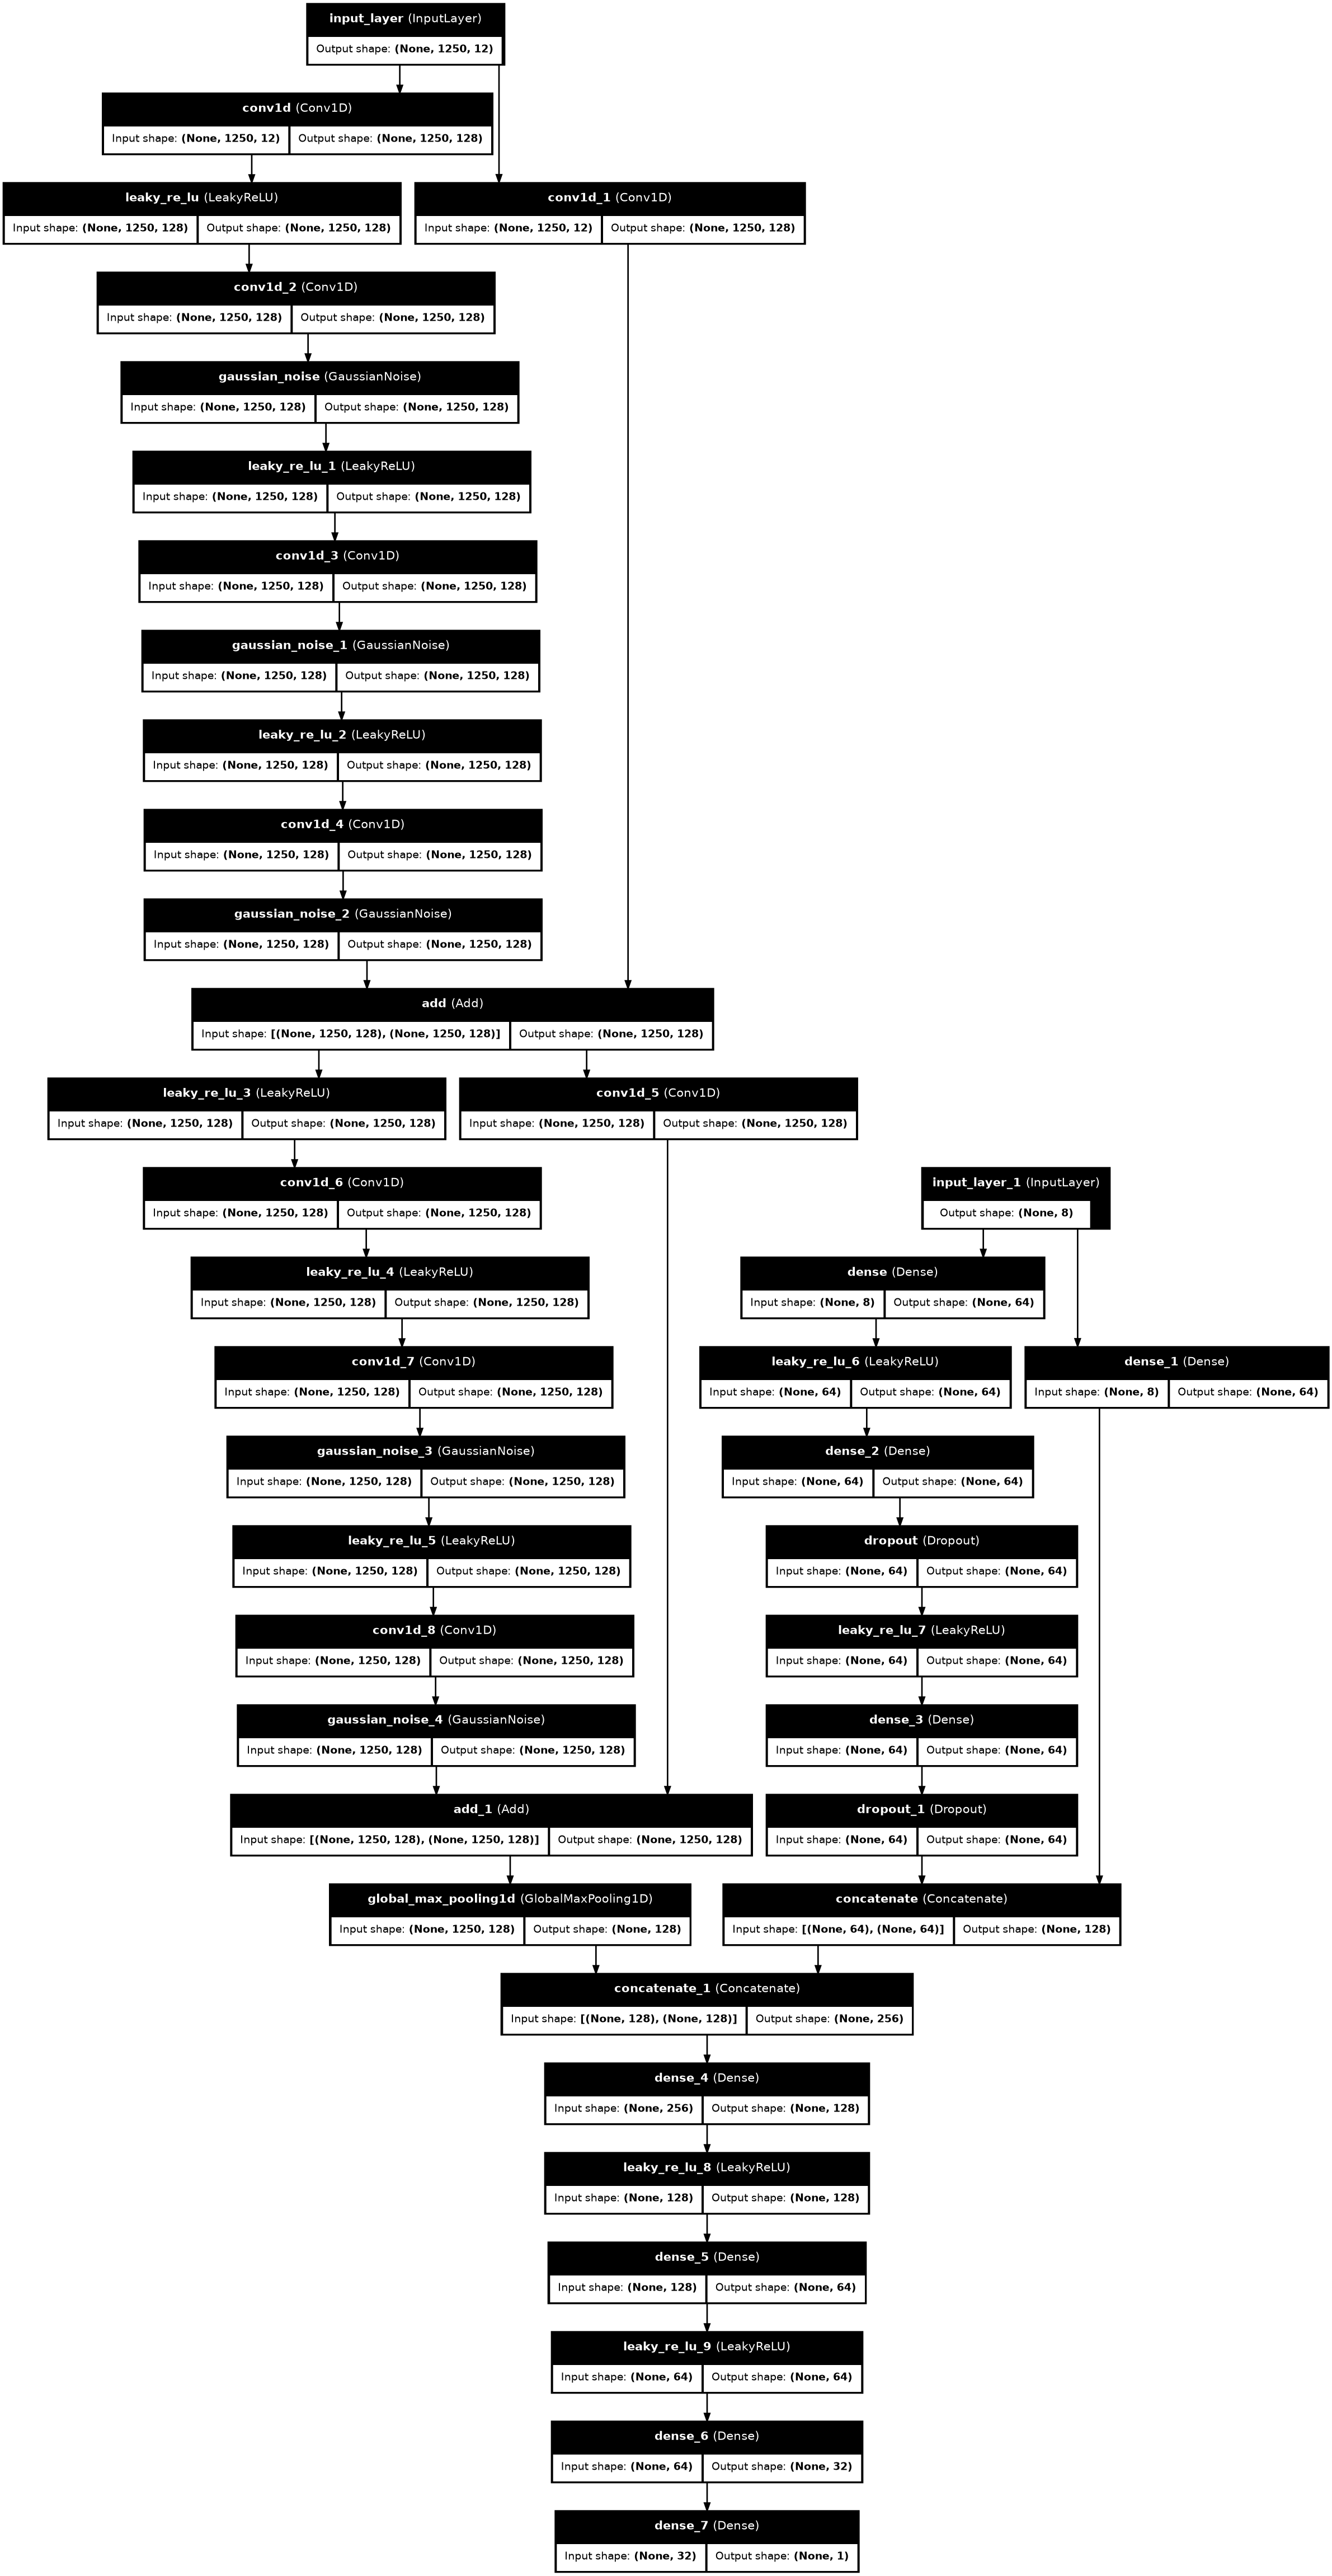 input_layer (InputLayer)
Output shape: (None, 1250, 12)
conv1d (Conv1D)
Input shape: (None, 1250, 12) Output shape: (None, 1250, 128)
leaky_re_lu (LeakyReLU)
Input shape: (None, 1250, 128) Output shape: (None, 1250, 128)
conv1d_1 (Conv1D)
Input shape: (None, 1250, 12) Output shape: (None, 1250, 128)
conv1d_2 (Conv1D)
Input shape: (None, 1250, 128) Output shape: (None, 1250, 128)
gaussian_noise (GaussianNoise)
Input shape: (None, 1250, 128) Output shape: (None, 1250, 128)
leaky_re_lu_1 (LeakyReLU)
Input shape: (None, 1250, 128) Output shape: (None, 1250, 128)
conv1d_3 (Conv1D)
Input shape: (None, 1250, 128) Output shape: (None, 1250, 128)
gaussian_noise_1 (GaussianNoise)
Input shape: (None, 1250, 128) Output shape: (None, 1250, 128)
leaky_re_lu_2 (LeakyReLU)
Input shape: (None, 1250, 128) Output shape: (None, 1250, 128)
conv1d_4 (Conv1D)
Input shape: (None, 1250, 128) Output shape: (None, 1250, 128)
gaussian_noise_2 (GaussianNoise)
Input shape: (None, 1250, 128) Output shape: (None, 1250, 128)
add (Add)
Input shape: [(None, 1250, 128), (None, 1250, 128)] Output shape: (None, 1250, 128)
leaky_re_lu_3 (LeakyReLU)
Input shape: (None, 1250, 128) Output shape: (None, 1250, 128)
conv1d_5 (Conv1D)
Input shape: (None, 1250, 128) Output shape: (None, 1250, 128)
conv1d_6 (Conv1D)
Input shape: (None, 1250, 128) Output shape: (None, 1250, 128)
input_layer_1 (InputLayer)
Output shape: (None, 8)
leaky_re_lu_4 (LeakyReLU)
Input shape: (None, 1250, 128) Output shape: (None, 1250, 128)
dense (Dense)
Input shape: (None, 8) Output shape: (None, 64)
conv1d_7 (Conv1D)
Input shape: (None, 1250, 128) Output shape: (None, 1250, 128)
leaky_re_lu_6 (LeakyReLU)
Input shape: (None, 64) Output shape: (None, 64)
dense_1 (Dense)
Input shape: (None, 8) Output shape: (None, 64)
gaussian_noise_3 (GaussianNoise)
Input shape: (None, 1250, 128) Output shape: (None, 1250, 128)
dense_2 (Dense)
Input shape: (None, 64) Output shape: (None, 64)
leaky_re_lu_5 (LeakyReLU)
Input shape: (None, 1250, 128) Output shape: (None, 1250, 128)
dropout (Dropout)
Input shape: (None, 64) Output shape: (None, 64)
conv1d_8 (Conv1D)
Input shape: (None, 1250, 128) Output shape: (None, 1250, 128)
leaky_re_lu_7 (LeakyReLU)
Input shape: (None, 64) Output shape: (None, 64)
gaussian_noise_4 (GaussianNoise)
Input shape: (None, 1250, 128) Output shape: (None, 1250, 128)
dense_3 (Dense)
Input shape: (None, 64) Output shape: (None, 64)
add_1 (Add)
Input shape: [(None, 1250, 128), (None, 1250, 128)] Output shape: (None, 1250, 128)
dropout_1 (Dropout)
Input shape: (None, 64) Output shape: (None, 64)
global_max_pooling1d (GlobalMaxPooling1D)
Input shape: (None, 1250, 128) Output shape: (None, 128)
concatenate (Concatenate)
Input shape: [(None, 64), (None, 64)] Output shape: (None, 128)
concatenate_1 (Concatenate)
Input shape: [(None, 128), (None, 128)] Output shape: (None, 256)
dense_4 (Dense)
Input shape: (None, 256) Output shape: (None, 128)
leaky_re_lu_8 (LeakyReLU)
Input shape: (None, 128) Output shape: (None, 128)
dense_5 (Dense)
Input shape: (None, 128) Output shape: (None, 64)
leaky_re_lu_9 (LeakyReLU)
Input shape: (None, 64) Output shape: (None, 64)
dense_6 (Dense)
Input shape: (None, 64) Output shape: (None, 32)
dense_7 (Dense)
Input shape: (None, 32) Output shape: (None, 1)